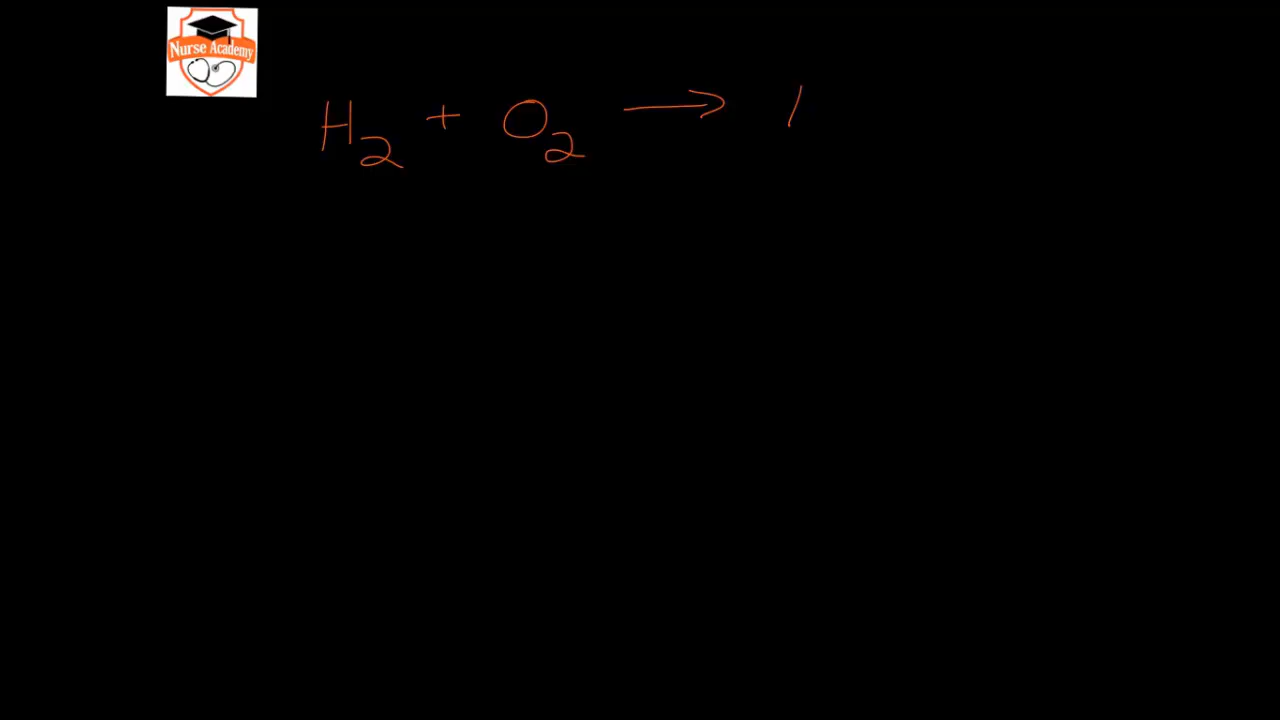 Nurse Academy
H₂ + O₂ →